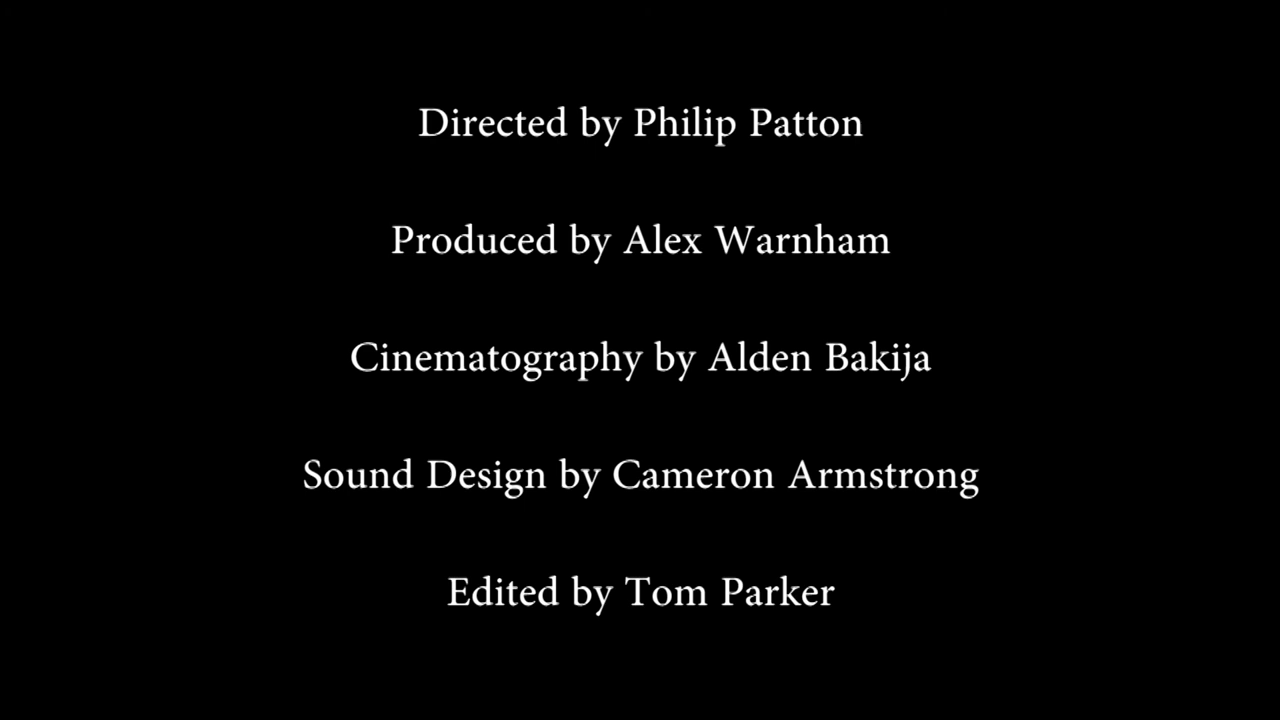 Directed by Philip Patton
Produced by Alex Warnham
Cinematography by Alden Bakija
Sound Design by Cameron Armstrong
Edited by Tom Parker